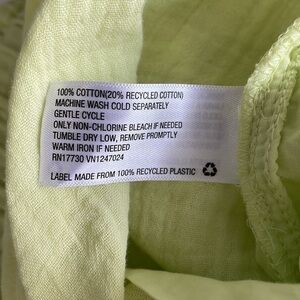 100% COTTON(20% RECYCLED COTTON)
MACHINE WASH COLD SEPARATELY
GENTLE CYCLE
ONLY NON-CHLORINE BLEACH IF NEEDED
TUMBLE DRY LOW, REMOVE PROMPTLY
WARM IRON IF NEEDED
RN17730 VN1247024
LABEL MADE FROM 100% RECYCLED PLASTIC